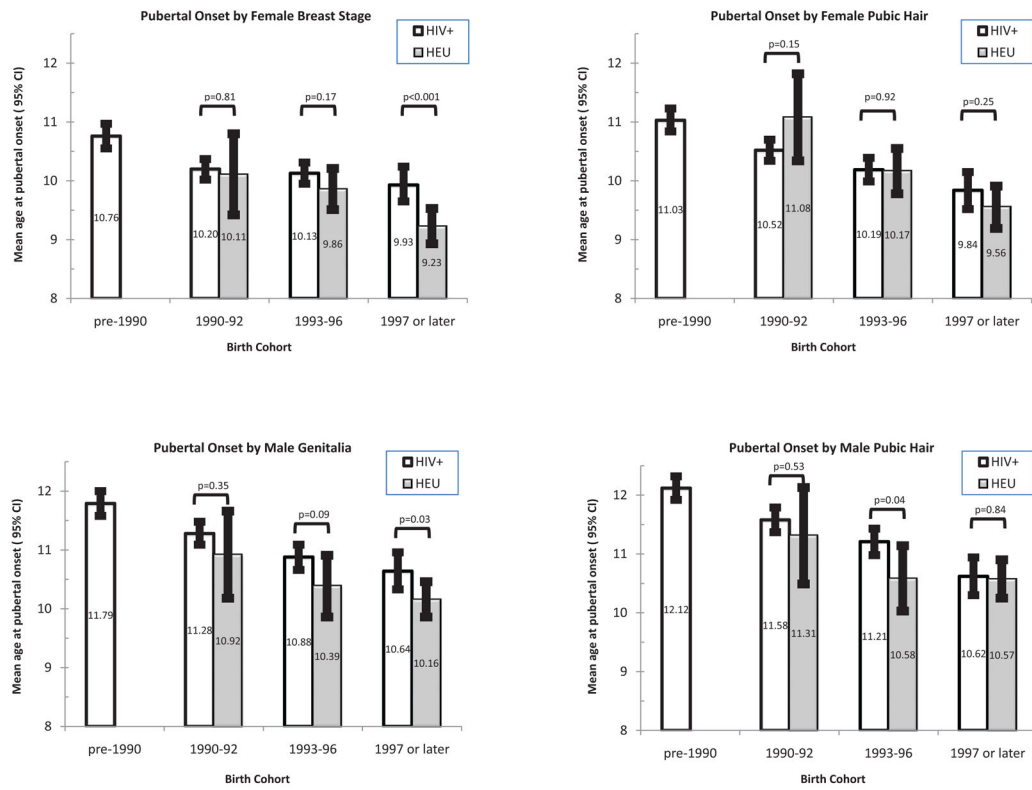 Pubertal Onset by Female Breast Stage
HIV+
HEU
Mean age at pubertal onset ( 95% CI)
12
11
10
9
8
p=0.81
p=0.17
p<0.001
10.76
10.20
10.11
10.13
9.86
9.93
9.23
pre-1990
1990-92
1993-96
1997 or later
Birth Cohort
Pubertal Onset by Female Pubic Hair
HIV+
HEU
Mean age at pubertal onset ( 95% CI)
12
11
10
9
8
p=0.15
p=0.92
p=0.25
11.03
10.52
11.08
10.19
10.17
9.84
9.56
pre-1990
1990-92
1993-96
1997 or later
Birth Cohort
Pubertal Onset by Male Genitalia
HIV+
HEU
Mean age at pubertal onset ( 95% CI)
12
11
10
9
8
p=0.35
p=0.09
p=0.03
11.79
11.28
10.92
10.88
10.39
10.64
10.16
pre-1990
1990-92
1993-96
1997 or later
Birth Cohort
Pubertal Onset by Male Pubic Hair
HIV+
HEU
Mean age at pubertal onset ( 95% CI)
12
11
10
9
8
p=0.53
p=0.04
p=0.84
12.12
11.58
11.31
11.21
10.58
10.62
10.57
pre-1990
1990-92
1993-96
1997 or later
Birth Cohort